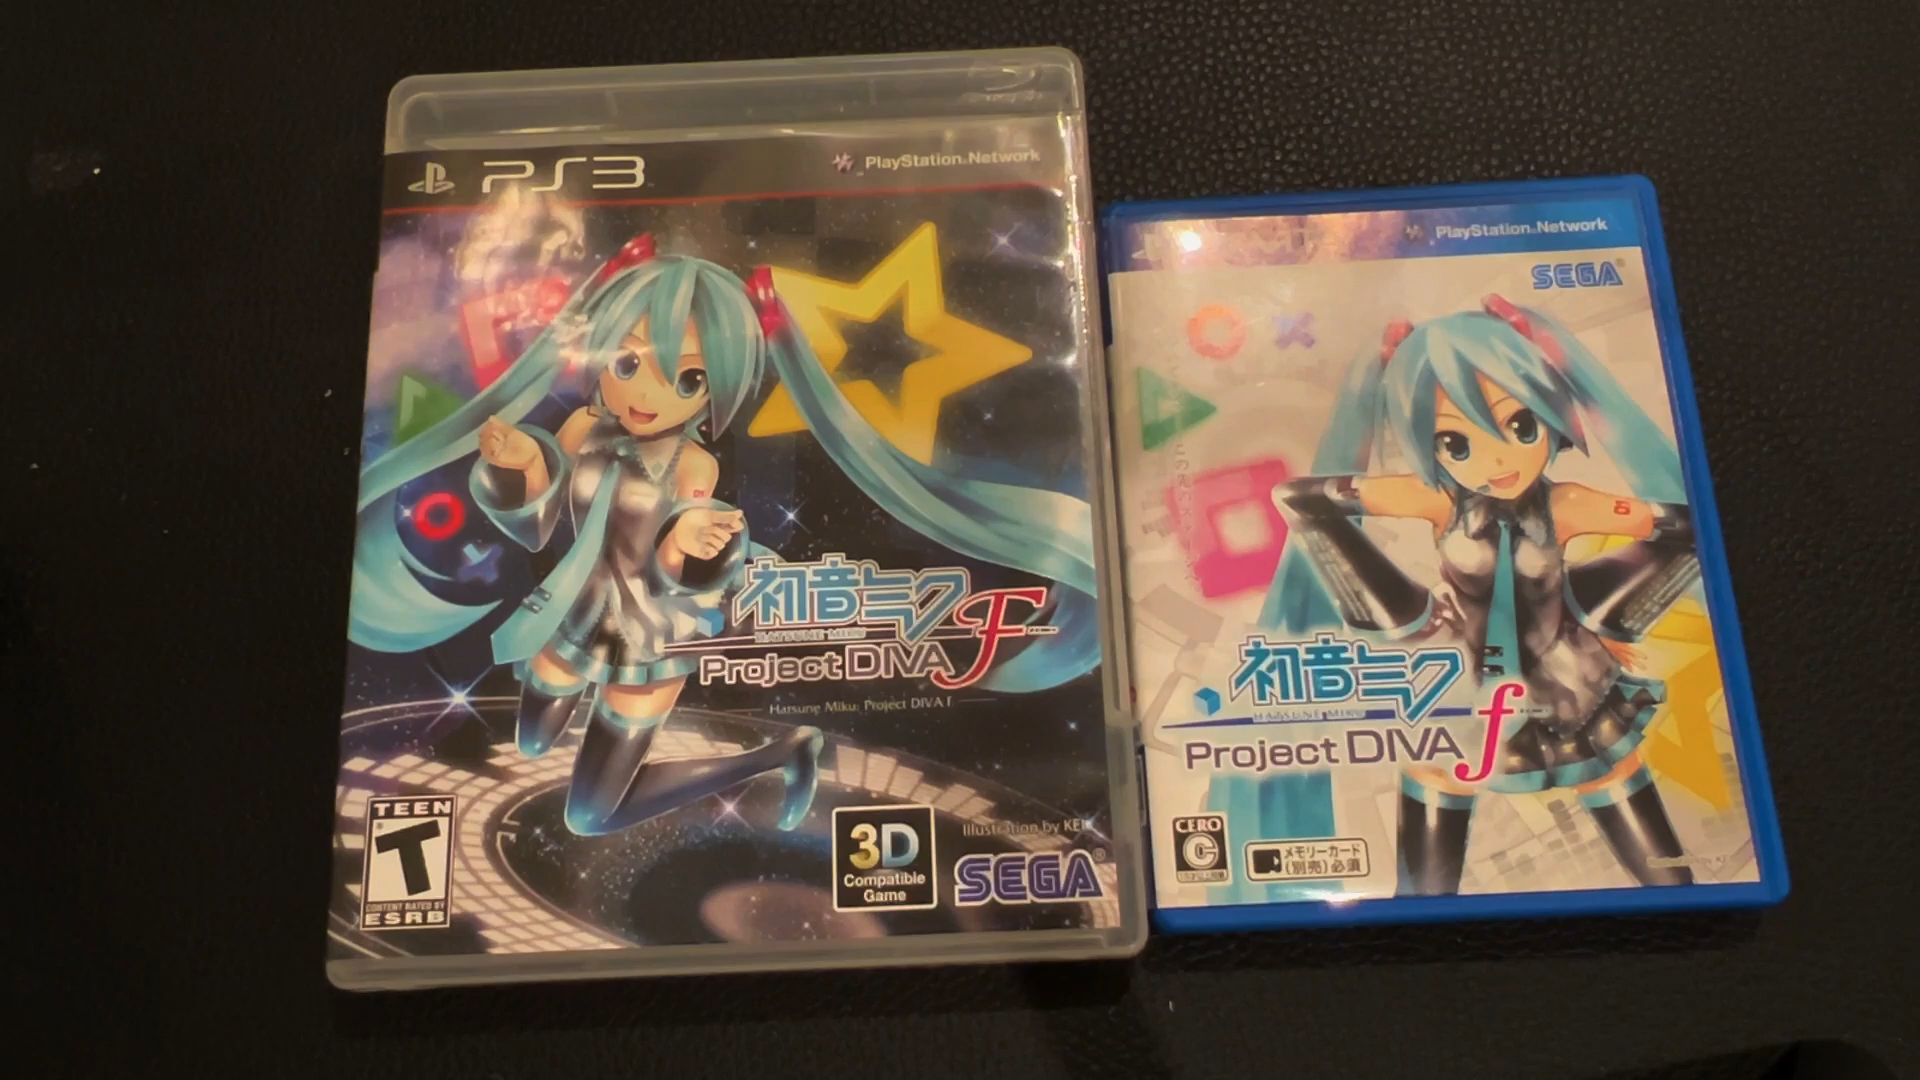 PS3
PlayStation®Network
初音ミク
HATSUNE MIKU
Project DIVA F
Hatsune Miku: Project DIVA F
TEEN
T
CONTENT RATED BY
ESRB
3D
Compatible
Game
Illustration by KEI
SEGA
PlayStation®Network
SEGA
01
初音ミク
HATSUNE MIKU
Project DIVA f
CERO
C
メモリーカード
(別売)必須